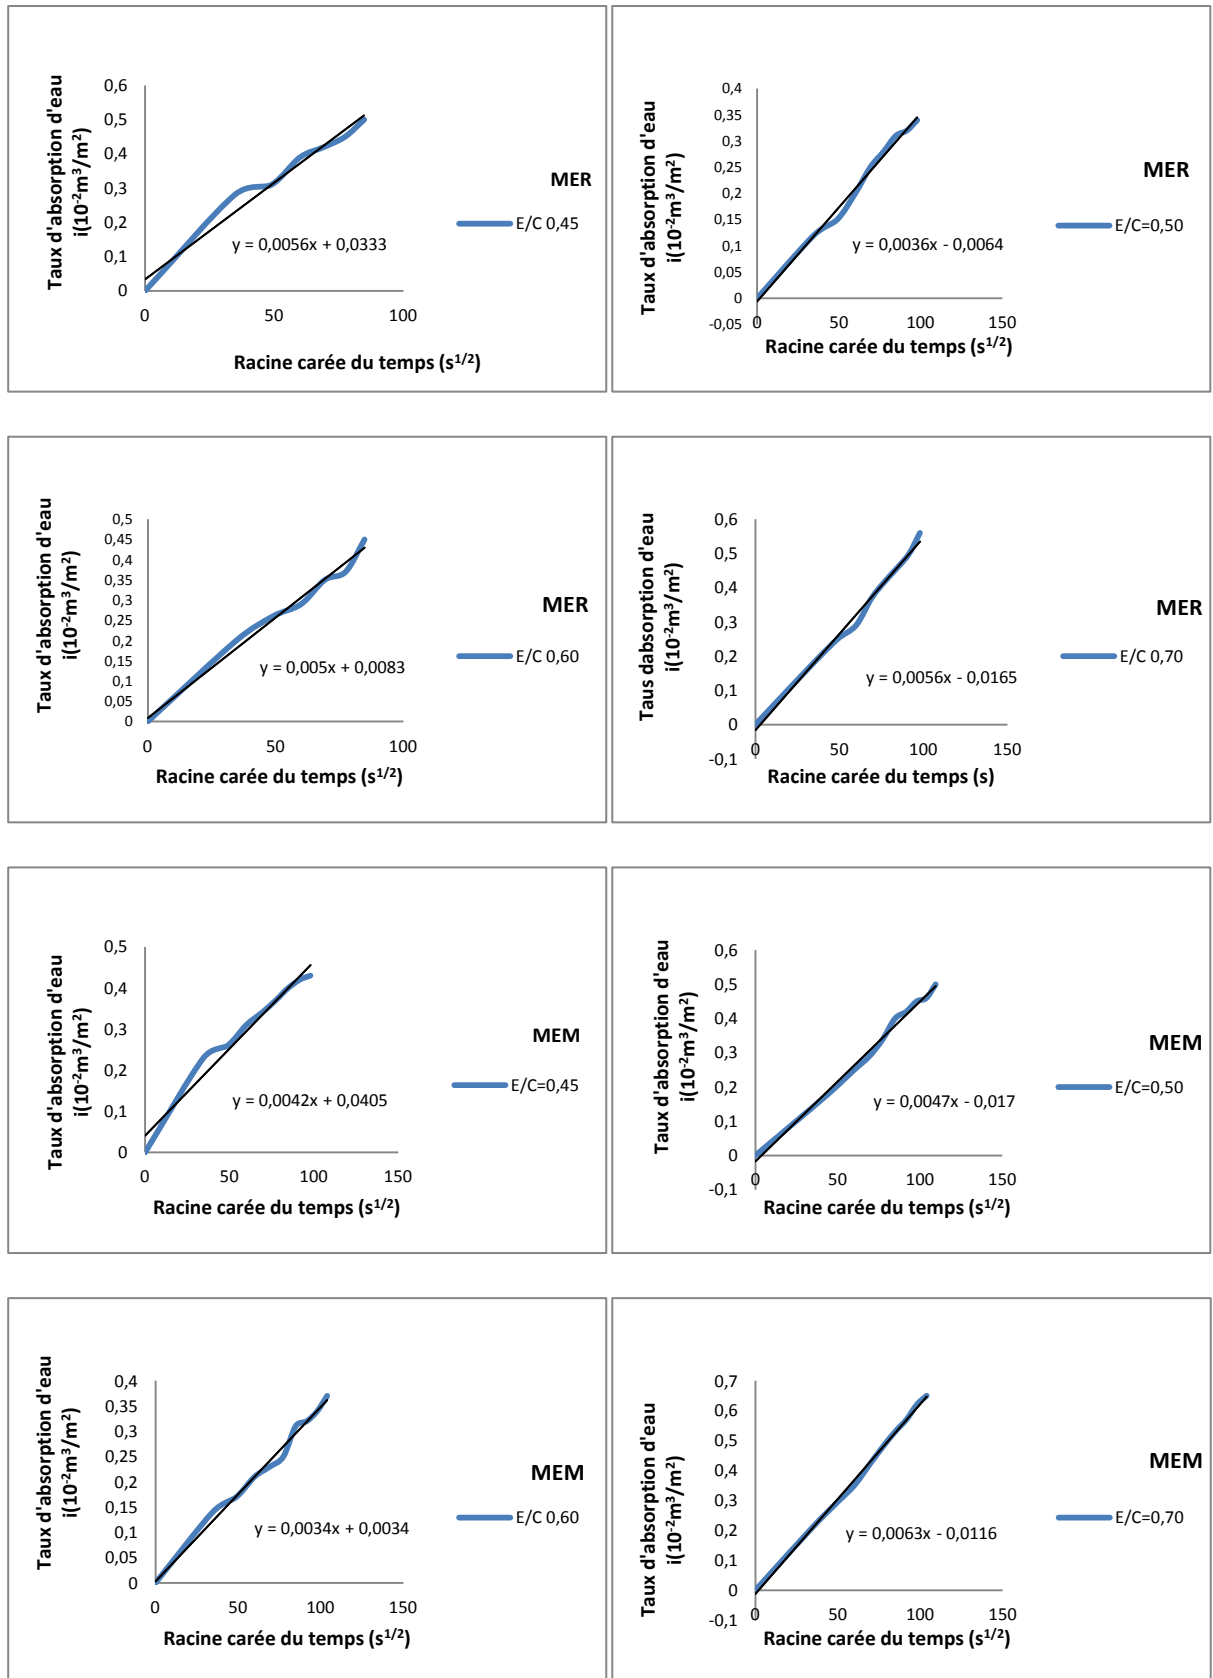 Taux d'absorption d'eau
i(10-2m3/m2)
0,6
0,5
0,4
0,3
0,2
0,1
0
0
50
100
y = 0,0056x + 0,0333
MER
E/C 0,45
Racine carée du temps (s1/2)
Taux d'absorption d'eau
i(10-2m3/m2)
0,4
0,35
0,3
0,25
0,2
0,15
0,1
0,05
0
-0,05
0
50
100
150
y = 0,0036x - 0,0064
MER
E/C=0,50
Racine carée du temps (s1/2)
Taux d'absorption d'eau
i(10-2m3/m2)
0,5
0,45
0,4
0,35
0,3
0,25
0,2
0,15
0,1
0,05
0
0
50
100
y = 0,005x + 0,0083
MER
E/C 0,60
Racine carée du temps (s1/2)
Taus dabsorption d'eau
i(10-2m3/m2)
0,6
0,5
0,4
0,3
0,2
0,1
0
-0,1
0
50
100
150
y = 0,0056x - 0,0165
MER
E/C 0,70
Racine carée du temps (s)
Taux d'absorption d'eau
i(10-2m3/m2)
0,5
0,4
0,3
0,2
0,1
0
0
50
100
150
y = 0,0042x + 0,0405
MEM
E/C=0,45
Racine carée du temps (s1/2)
Taux d'absorption d'eau
i(10-2m3/m2)
0,6
0,5
0,4
0,3
0,2
0,1
0
-0,1
0
50
100
150
y = 0,0047x - 0,017
MEM
E/C=0,50
Racine carée du temps (s1/2)
Taux d'absorption d'eau
i(10-2m3/m2)
0,4
0,35
0,3
0,25
0,2
0,15
0,1
0,05
0
0
50
100
150
y = 0,0034x + 0,0034
MEM
E/C 0,60
Racine carée du temps (s1/2)
Taux d'absorption d'eau
i(10-2m3/m2)
0,7
0,6
0,5
0,4
0,3
0,2
0,1
0
-0,1
0
50
100
150
y = 0,0063x - 0,0116
MEM
E/C=0,70
Racine carée du temps (s1/2)